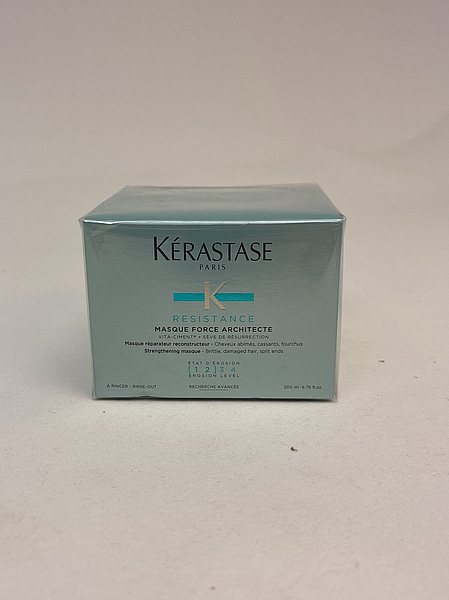 KÉRASTASE
PARIS
K
RESISTANCE
MASQUE FORCE ARCHITECTE
VITA-CIMENT® + SÈVE DE RÉSURRECTION
Masque réparateur reconstructeur - Cheveux abîmés, cassants, fourchus
Strengthening masque - Brittle, damaged hair, split ends
ÉTAT D'ÉROSION
[1 2] 3 4
EROSION LEVEL
À RINCER - RINSE-OUT
RECHERCHE AVANCÉE
200 ml 6.76 fl.oz.